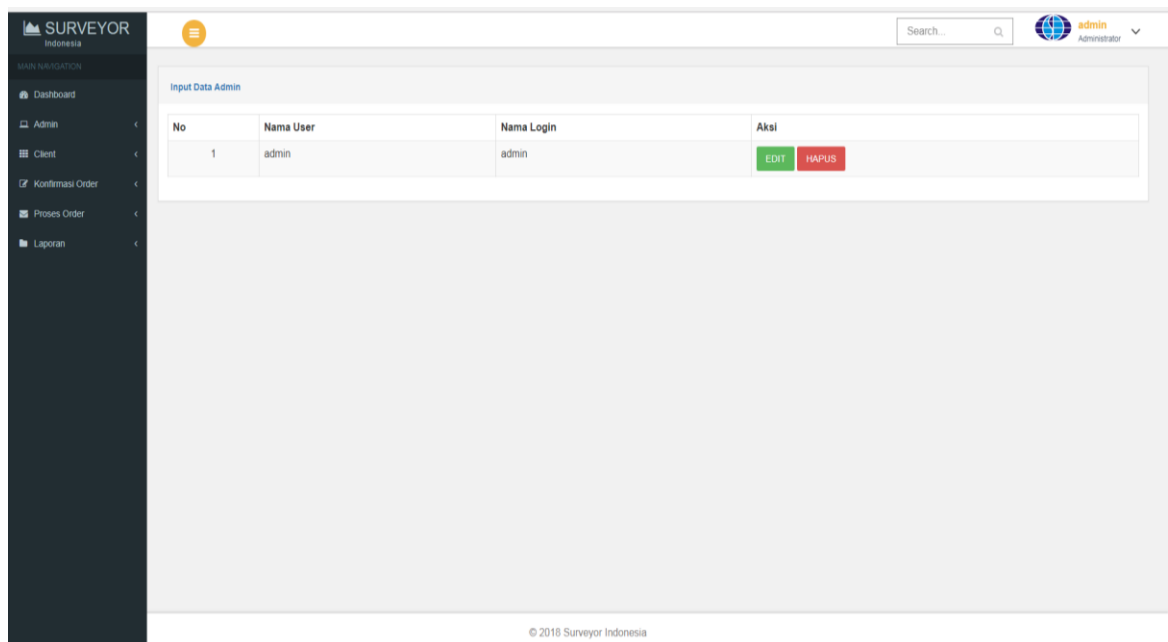 SURVEYOR
Indonesia
Search...
admin
Administrator
MAIN NAVIGATION
Dashboard
Admin
Client
Konfirmasi Order
Proses Order
Laporan
Input Data Admin
No Nama User Nama Login Aksi
1 admin admin EDIT HAPUS
© 2018 Surveyor Indonesia